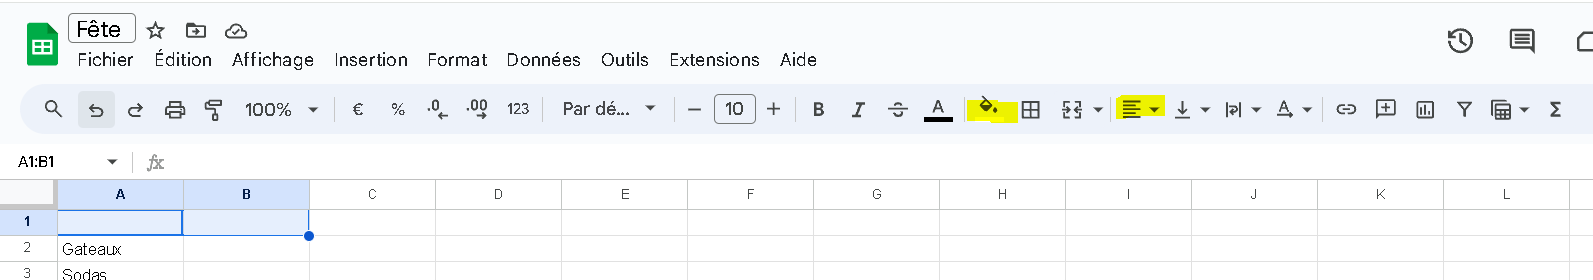 Fête
Fichier Édition Affichage Insertion Format Données Outils Extensions Aide
100% € % .0 .00 123 Par dé... - 10 + B I S A A Σ
A1:B1 fx
A B C D E F G H I J K L
1
2 Gateaux
3 Sodas